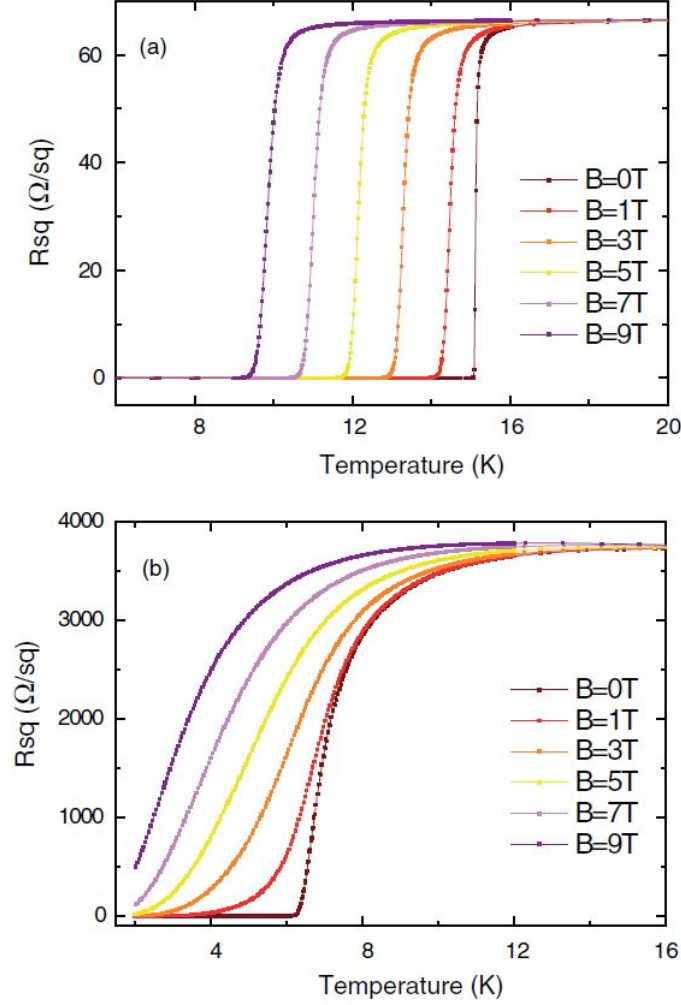 (a)
60
40
20
0
Rsq (Ω/sq)
B=0T
B=1T
B=3T
B=5T
B=7T
B=9T
8 12 16 20
Temperature (K)
4000
3000
2000
1000
0
Rsq (Ω/sq)
(b)
B=0T
B=1T
B=3T
B=5T
B=7T
B=9T
4 8 12 16
Temperature (K)